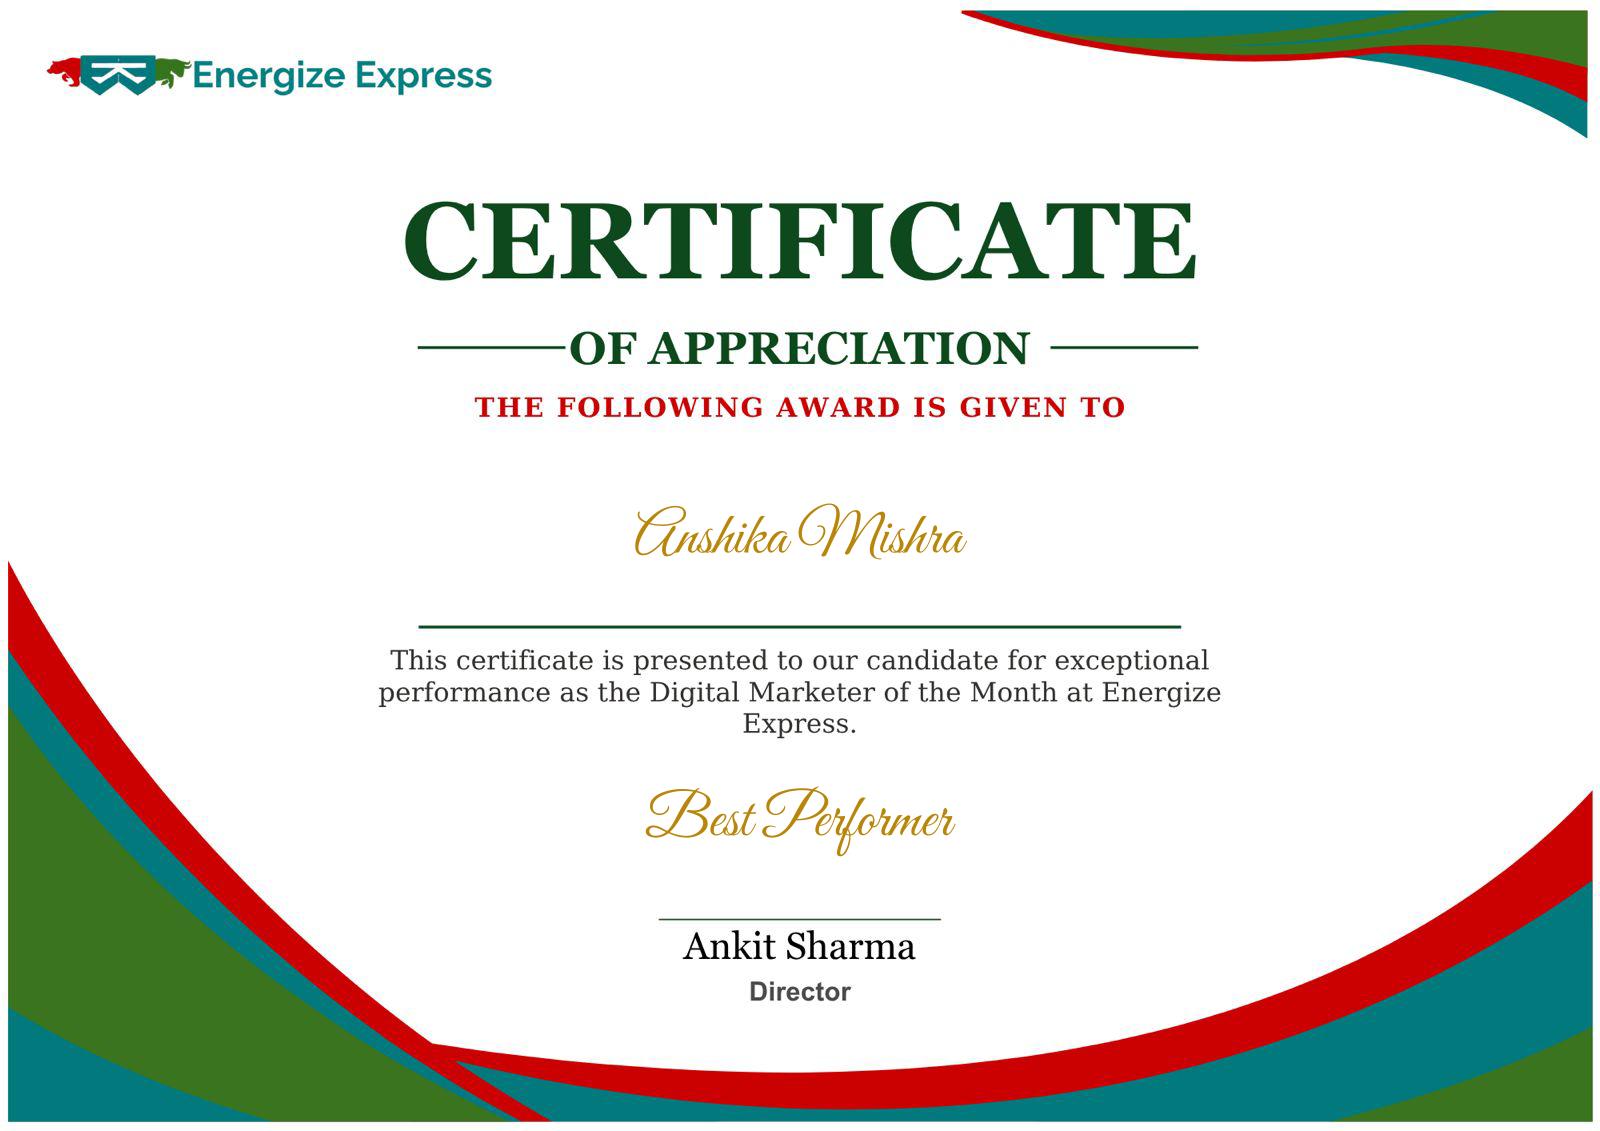 Energize Express
CERTIFICATE
OF APPRECIATION
THE FOLLOWING AWARD IS GIVEN TO
Anshika Mishra
This certificate is presented to our candidate for exceptional
performance as the Digital Marketer of the Month at Energize
Express.
Best Performer
Ankit Sharma
Director